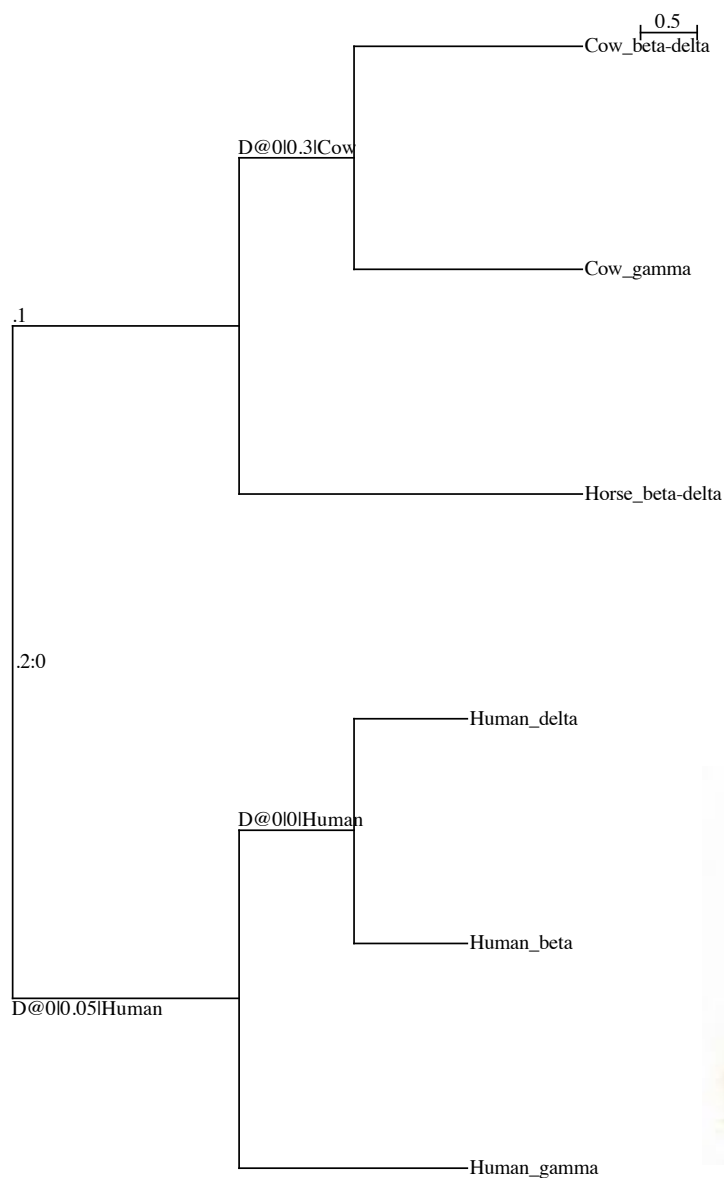 0.5
Cow_beta-delta
D@0|0.3|Cow
Cow_gamma
.1
Horse_beta-delta
.2:0
Human_delta
D@0|0|Human
Human_beta
D@0|0.05|Human
Human_gamma